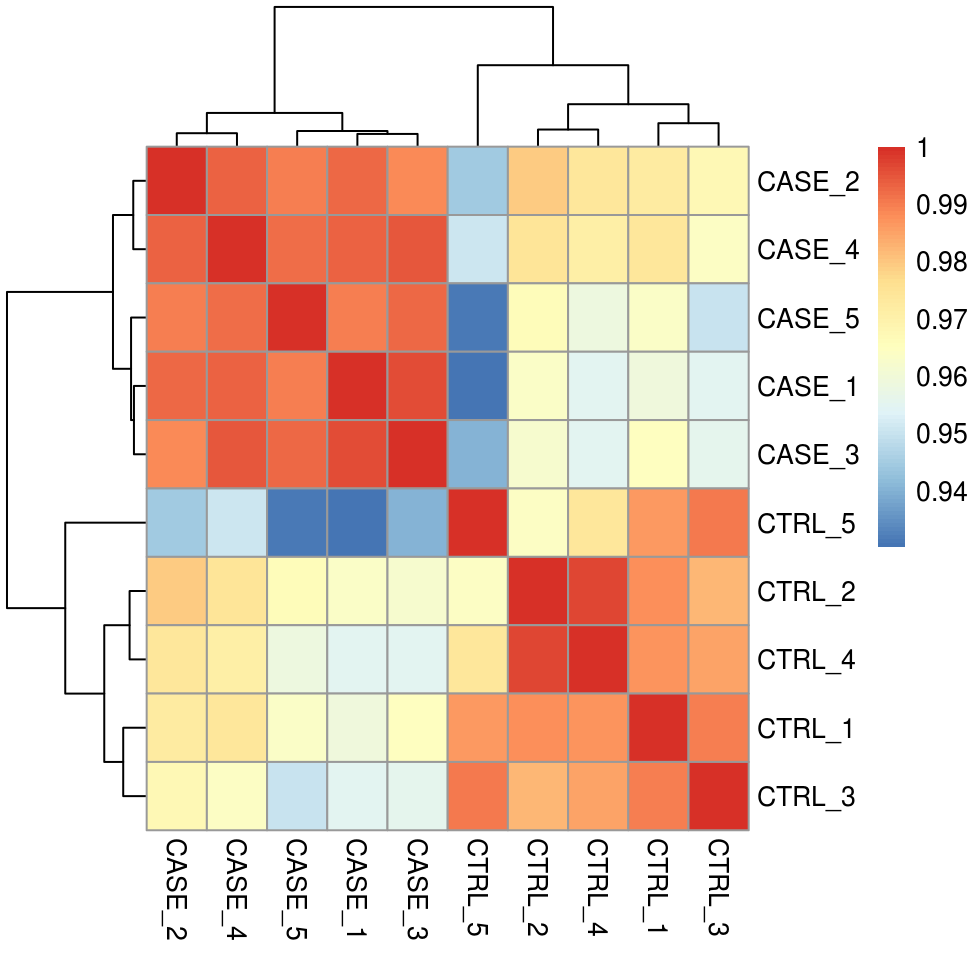 1
0.99
0.98
0.97
0.96
0.95
0.94
CASE_2
CASE_4
CASE_5
CASE_1
CASE_3
CTRL_5
CTRL_2
CTRL_4
CTRL_1
CTRL_3
CASE_2
CASE_4
CASE_5
CASE_1
CASE_3
CTRL_5
CTRL_2
CTRL_4
CTRL_1
CTRL_3